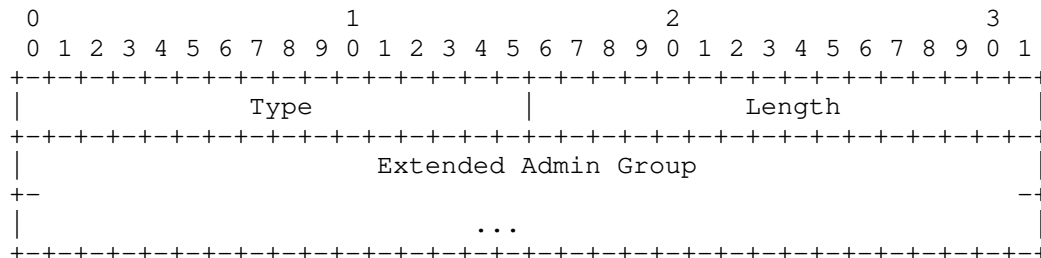 0                   1                   2                   3
 0 1 2 3 4 5 6 7 8 9 0 1 2 3 4 5 6 7 8 9 0 1 2 3 4 5 6 7 8 9 0 1
+-+-+-+-+-+-+-+-+-+-+-+-+-+-+-+-+-+-+-+-+-+-+-+-+-+-+-+-+-+-+-+-+
|              Type             |             Length            |
+-+-+-+-+-+-+-+-+-+-+-+-+-+-+-+-+-+-+-+-+-+-+-+-+-+-+-+-+-+-+-+-+
|                      Extended Admin Group                     |
+-                                                             -+
|                            ...                                |
+-+-+-+-+-+-+-+-+-+-+-+-+-+-+-+-+-+-+-+-+-+-+-+-+-+-+-+-+-+-+-+-+